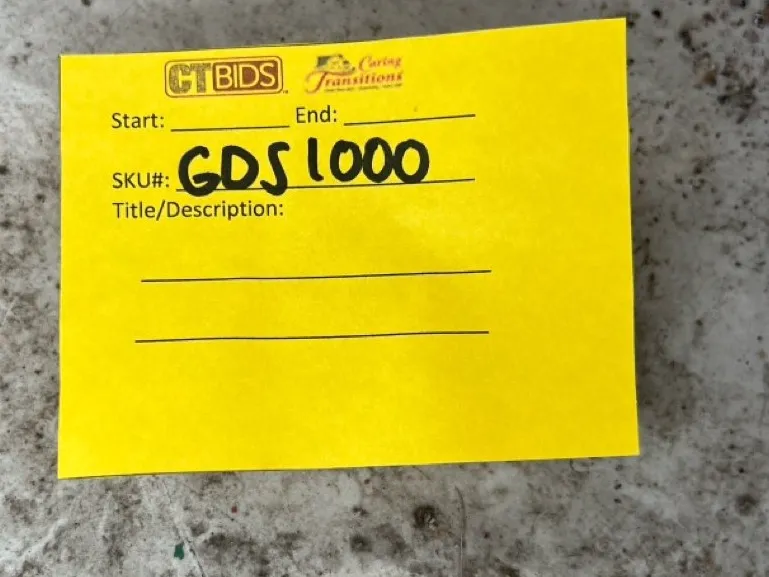 CTBIDS Caring Transitions
Start: End:
SKU#: GDS1000
Title/Description: